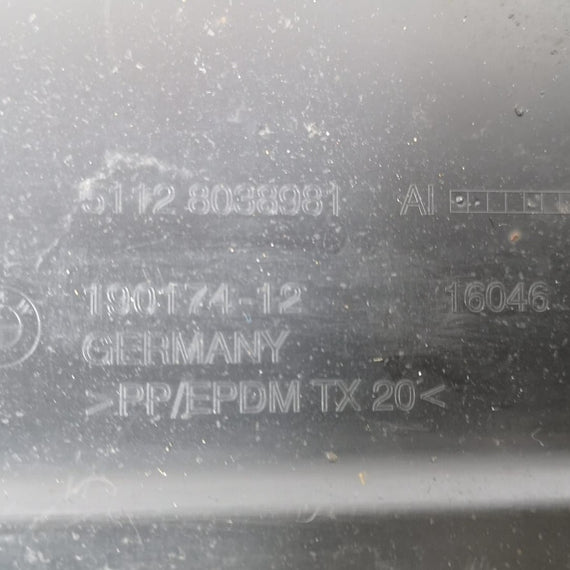 5112 8038981 AI
190174-12 16046
GERMANY
>PP/EPDM TX 20<